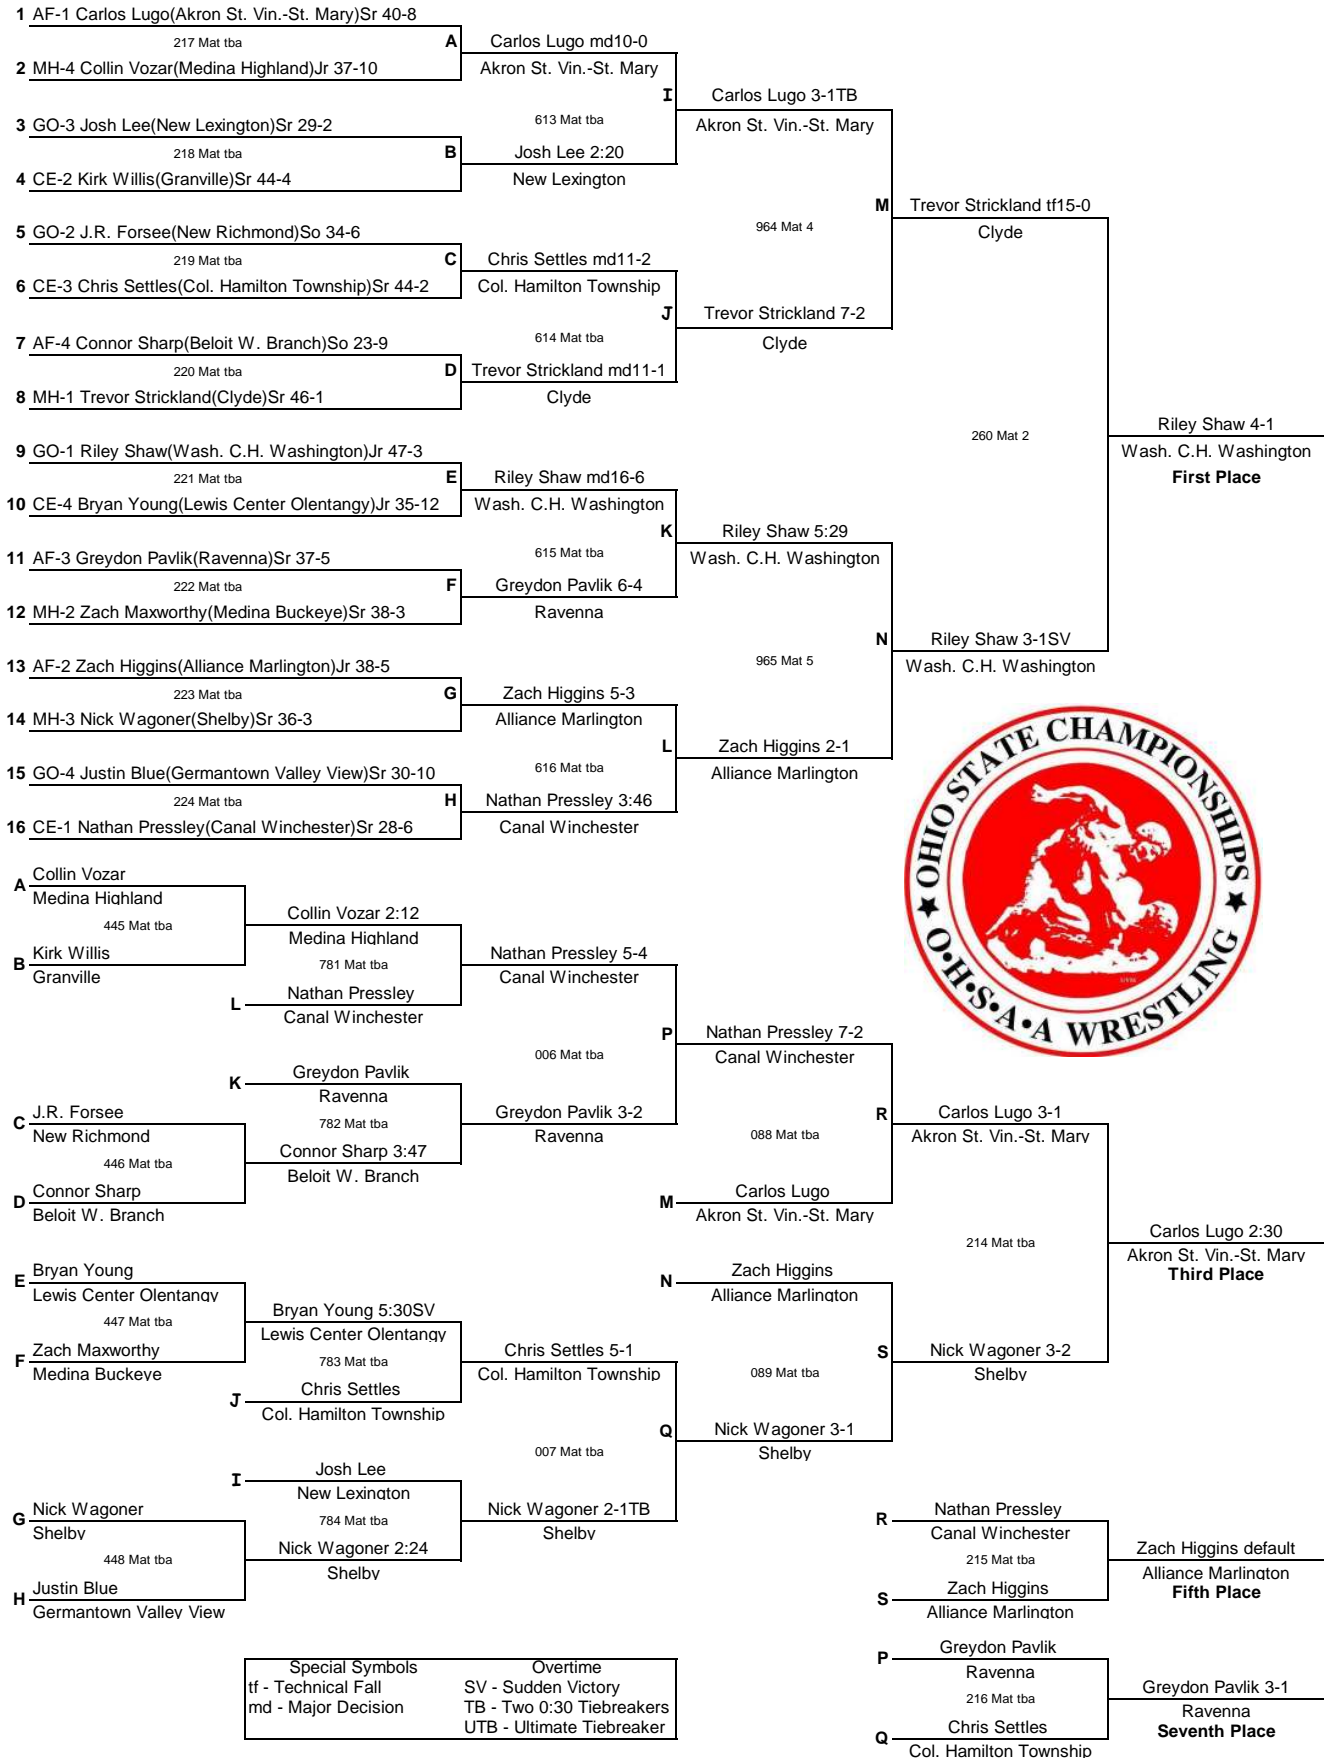 1 AF-1 Carlos Lugo(Akron St. Vin.-St. Mary)Sr 40-8
217 Mat tba
A
2 MH-4 Collin Vozar(Medina Highland)Jr 37-10
Carlos Lugo md10-0
Akron St. Vin.-St. Mary
I
613 Mat tba
3 GO-3 Josh Lee(New Lexington)Sr 29-2
218 Mat tba
B
4 CE-2 Kirk Willis(Granville)Sr 44-4
Josh Lee 2:20
New Lexington
Carlos Lugo 3-1TB
Akron St. Vin.-St. Mary
M
964 Mat 4
5 GO-2 J.R. Forsee(New Richmond)So 34-6
219 Mat tba
C
6 CE-3 Chris Settles(Col. Hamilton Township)Sr 44-2
Chris Settles md11-2
Col. Hamilton Township
J
614 Mat tba
7 AF-4 Connor Sharp(Beloit W. Branch)So 23-9
220 Mat tba
D
8 MH-1 Trevor Strickland(Clyde)Sr 46-1
Trevor Strickland md11-1
Clyde
Trevor Strickland 7-2
Clyde
Trevor Strickland tf15-0
Clyde
260 Mat 2
9 GO-1 Riley Shaw(Wash. C.H. Washington)Jr 47-3
221 Mat tba
E
10 CE-4 Bryan Young(Lewis Center Olentangy)Jr 35-12
Riley Shaw md16-6
Wash. C.H. Washington
K
615 Mat tba
11 AF-3 Greydon Pavlik(Ravenna)Sr 37-5
222 Mat tba
F
12 MH-2 Zach Maxworthy(Medina Buckeye)Sr 38-3
Greydon Pavlik 6-4
Ravenna
Riley Shaw 5:29
Wash. C.H. Washington
N
965 Mat 5
13 AF-2 Zach Higgins(Alliance Marlington)Jr 38-5
223 Mat tba
G
14 MH-3 Nick Wagoner(Shelby)Sr 36-3
Zach Higgins 5-3
Alliance Marlington
L
616 Mat tba
15 GO-4 Justin Blue(Germantown Valley View)Sr 30-10
224 Mat tba
H
16 CE-1 Nathan Pressley(Canal Winchester)Sr 28-6
Nathan Pressley 3:46
Canal Winchester
Zach Higgins 2-1
Alliance Marlington
Riley Shaw 3-1SV
Wash. C.H. Washington
Riley Shaw 4-1
Wash. C.H. Washington
First Place
★ OHIO STATE CHAMPIONSHIPS ★
O•H•S•A•A WRESTLING
A Collin Vozar
Medina Highland
445 Mat tba
B Kirk Willis
Granville
Collin Vozar 2:12
Medina Highland
781 Mat tba
L Nathan Pressley
Canal Winchester
Nathan Pressley 5-4
Canal Winchester
P
006 Mat tba
K Greydon Pavlik
Ravenna
782 Mat tba
C J.R. Forsee
New Richmond
446 Mat tba
D Connor Sharp
Beloit W. Branch
Connor Sharp 3:47
Beloit W. Branch
Greydon Pavlik 3-2
Ravenna
Nathan Pressley 7-2
Canal Winchester
R
088 Mat tba
M Carlos Lugo
Akron St. Vin.-St. Mary
Carlos Lugo 3-1
Akron St. Vin.-St. Mary
214 Mat tba
Carlos Lugo 2:30
Akron St. Vin.-St. Mary
Third Place
E Bryan Young
Lewis Center Olentangy
447 Mat tba
F Zach Maxworthy
Medina Buckeye
Bryan Young 5:30SV
Lewis Center Olentangy
783 Mat tba
J Chris Settles
Col. Hamilton Township
Chris Settles 5-1
Col. Hamilton Township
Q
007 Mat tba
I Josh Lee
New Lexington
784 Mat tba
G Nick Wagoner
Shelby
448 Mat tba
H Justin Blue
Germantown Valley View
Nick Wagoner 2:24
Shelby
Nick Wagoner 2-1TB
Shelby
N Zach Higgins
Alliance Marlington
S
089 Mat tba
Nick Wagoner 3-1
Shelby
Nick Wagoner 3-2
Shelby
R Nathan Pressley
Canal Winchester
215 Mat tba
S Zach Higgins
Alliance Marlington
Zach Higgins default
Alliance Marlington
Fifth Place
P Greydon Pavlik
Ravenna
216 Mat tba
Q Chris Settles
Col. Hamilton Township
Greydon Pavlik 3-1
Ravenna
Seventh Place
Special Symbols
tf - Technical Fall
md - Major Decision
Overtime
SV - Sudden Victory
TB - Two 0:30 Tiebreakers
UTB - Ultimate Tiebreaker